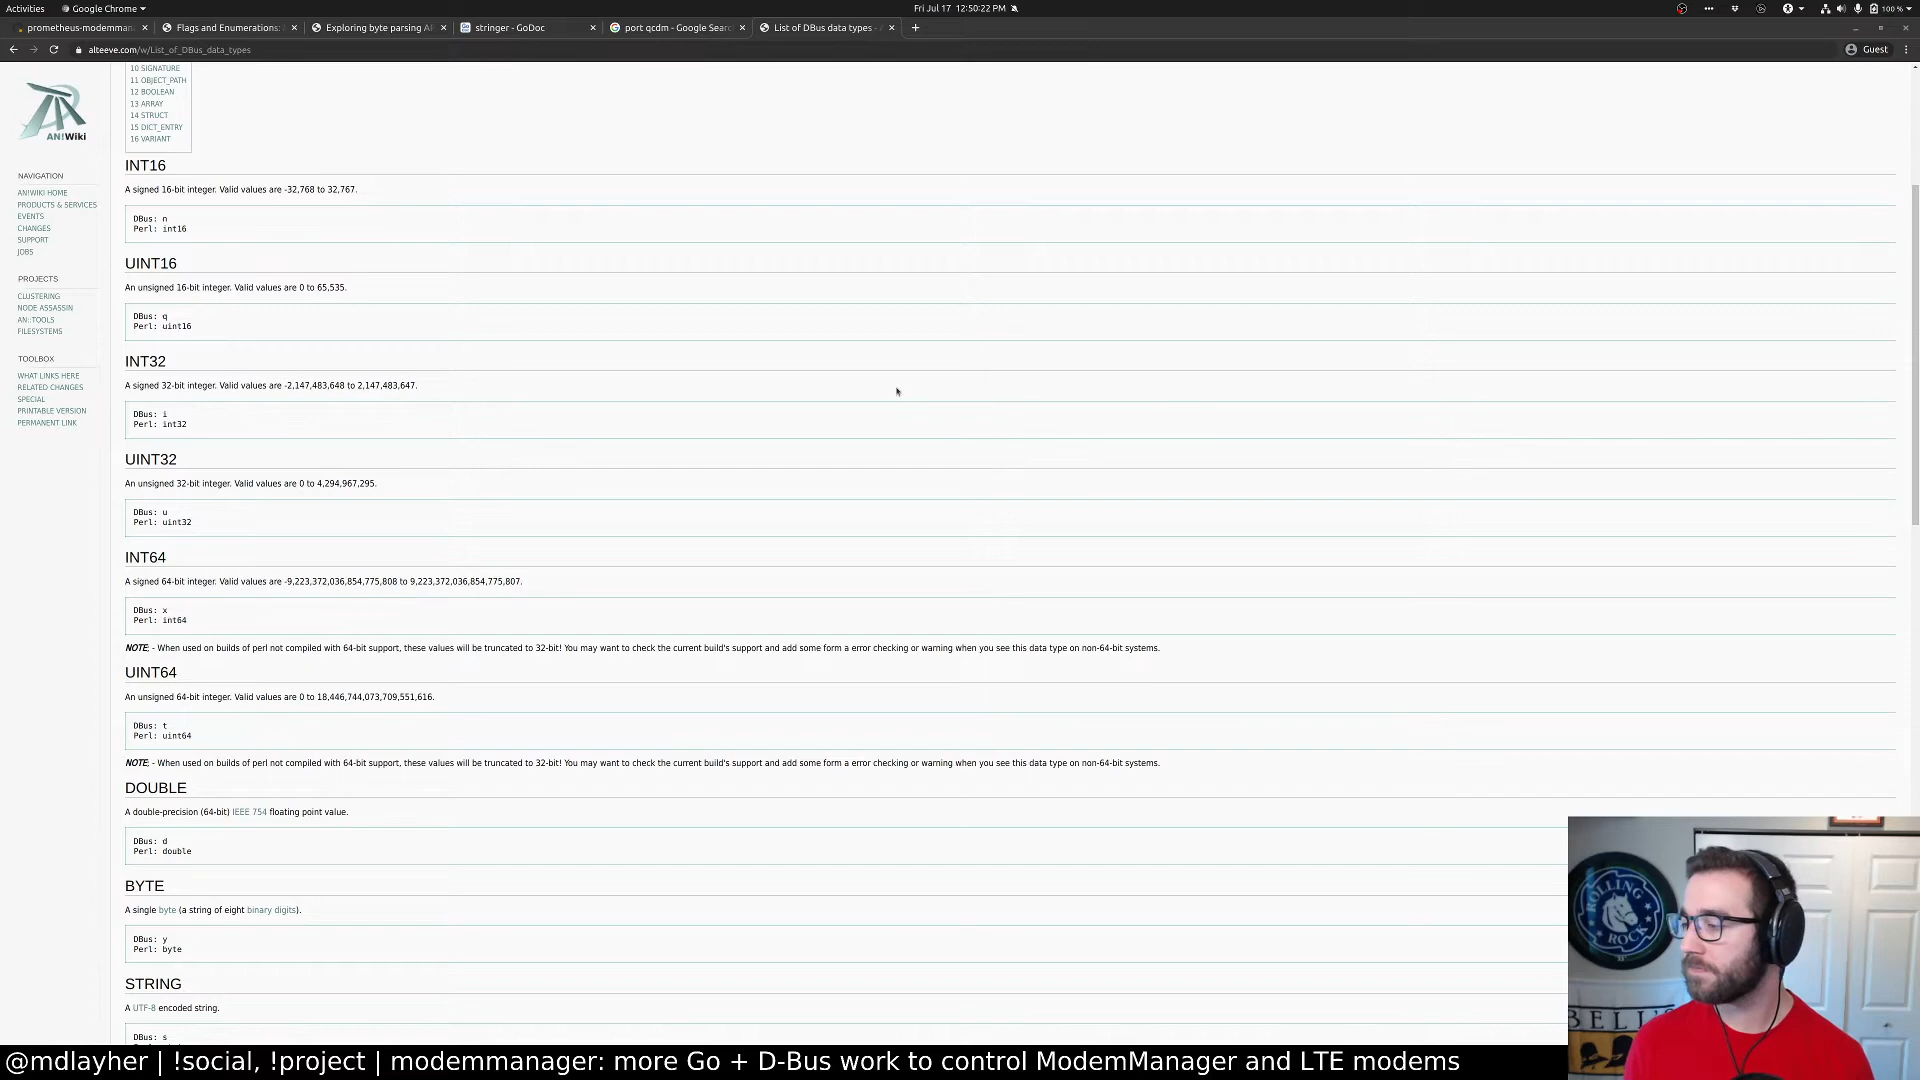 Activities
Google Chrome
Fri Jul 17 12:50:22 PM
100 %
prometheus-modemman
Flags and Enumerations:
Exploring byte parsing AP
stringer - GoDoc
port qcdm - Google Searc
List of DBus data types -
alteeve.com/w/List_of_DBus_data_types
Guest
AN!Wiki
NAVIGATION
AN!WIKI HOME
PRODUCTS & SERVICES
EVENTS
CHANGES
SUPPORT
JOBS
PROJECTS
CLUSTERING
NODE ASSASSIN
AN::TOOLS
FILESYSTEMS
TOOLBOX
WHAT LINKS HERE
RELATED CHANGES
SPECIAL
PRINTABLE VERSION
PERMANENT LINK
10 SIGNATURE
11 OBJECT_PATH
12 BOOLEAN
13 ARRAY
14 STRUCT
15 DICT_ENTRY
16 VARIANT
INT16
A signed 16-bit integer. Valid values are -32,768 to 32,767.
DBus: n
Perl: int16
UINT16
An unsigned 16-bit integer. Valid values are 0 to 65,535.
DBus: q
Perl: uint16
INT32
A signed 32-bit integer. Valid values are -2,147,483,648 to 2,147,483,647.
DBus: i
Perl: int32
UINT32
An unsigned 32-bit integer. Valid values are 0 to 4,294,967,295.
DBus: u
Perl: uint32
INT64
A signed 64-bit integer. Valid values are -9,223,372,036,854,775,808 to 9,223,372,036,854,775,807.
DBus: x
Perl: int64
NOTE; - When used on builds of perl not compiled with 64-bit support, these values will be truncated to 32-bit! You may want to check the current build's support and add some form a error checking or warning when you see this data type on non-64-bit systems.
UINT64
An unsigned 64-bit integer. Valid values are 0 to 18,446,744,073,709,551,616.
DBus: t
Perl: uint64
NOTE; - When used on builds of perl not compiled with 64-bit support, these values will be truncated to 32-bit! You may want to check the current build's support and add some form a error checking or warning when you see this data type on non-64-bit systems.
DOUBLE
A double-precision (64-bit) IEEE 754 floating point value.
DBus: d
Perl: double
BYTE
A single byte (a string of eight binary digits).
DBus: y
Perl: byte
STRING
A UTF-8 encoded string.
DBus: s
ROLLING
ROCK
BELL'S
@mdlayher | !social, !project | modemmanager: more Go + D-Bus work to control ModemManager and LTE modems